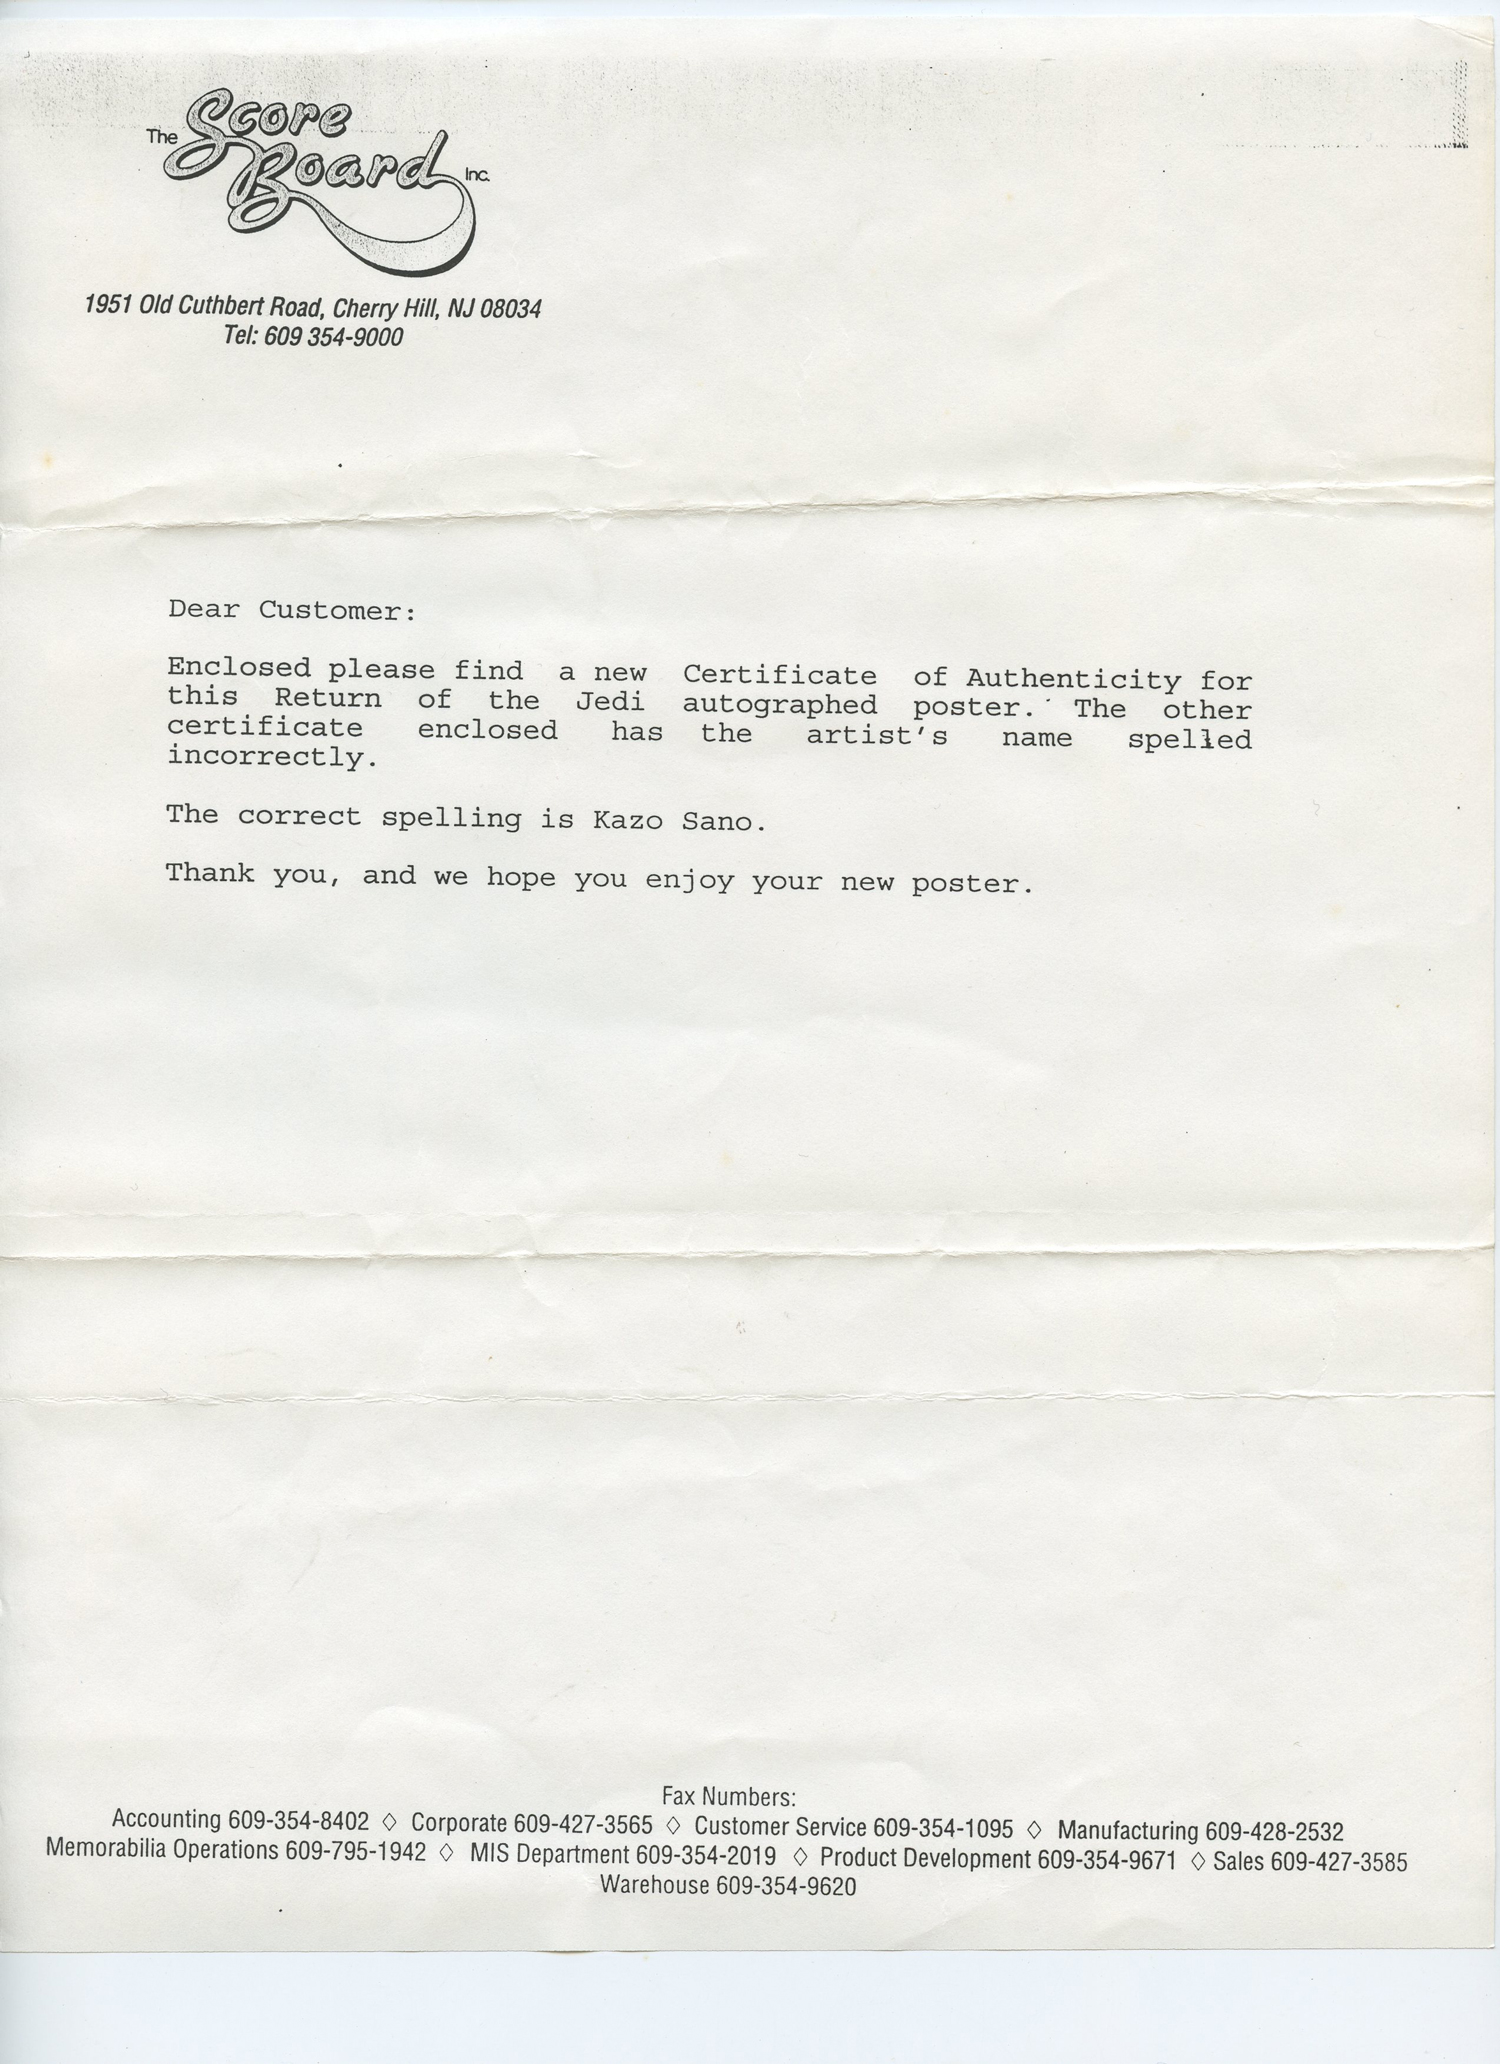 The Score Board Inc.
1951 Old Cuthbert Road, Cherry Hill, NJ 08034
Tel: 609 354-9000
Dear Customer:
Enclosed please find a new Certificate of Authenticity for
this Return of the Jedi autographed poster. The other
certificate enclosed has the artist's name spelled
incorrectly.
The correct spelling is Kazo Sano.
Thank you, and we hope you enjoy your new poster.
Fax Numbers:
Accounting 609-354-8402 ◇ Corporate 609-427-3565 ◇ Customer Service 609-354-1095 ◇ Manufacturing 609-428-2532
Memorabilia Operations 609-795-1942 ◇ MIS Department 609-354-2019 ◇ Product Development 609-354-9671 ◇ Sales 609-427-3585
Warehouse 609-354-9620